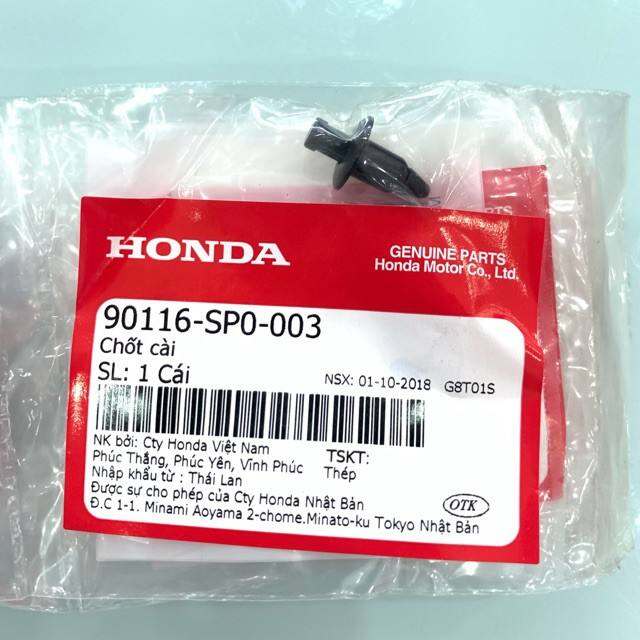 HONDA
GENUINE PARTS
Honda Motor Co., Ltd.
90116-SP0-003
Chốt cài
SL: 1 Cái
NSX: 01-10-2018 G8T01S
NK bởi: Cty Honda Việt Nam
Phúc Thắng, Phúc Yên, Vĩnh Phúc
TSKT:
Thép
Nhập khẩu từ : Thái Lan
Được sự cho phép của Cty Honda Nhật Bản
Đ.C 1-1. Minami Aoyama 2-chome.Minato-ku Tokyo Nhật Bản
OTK